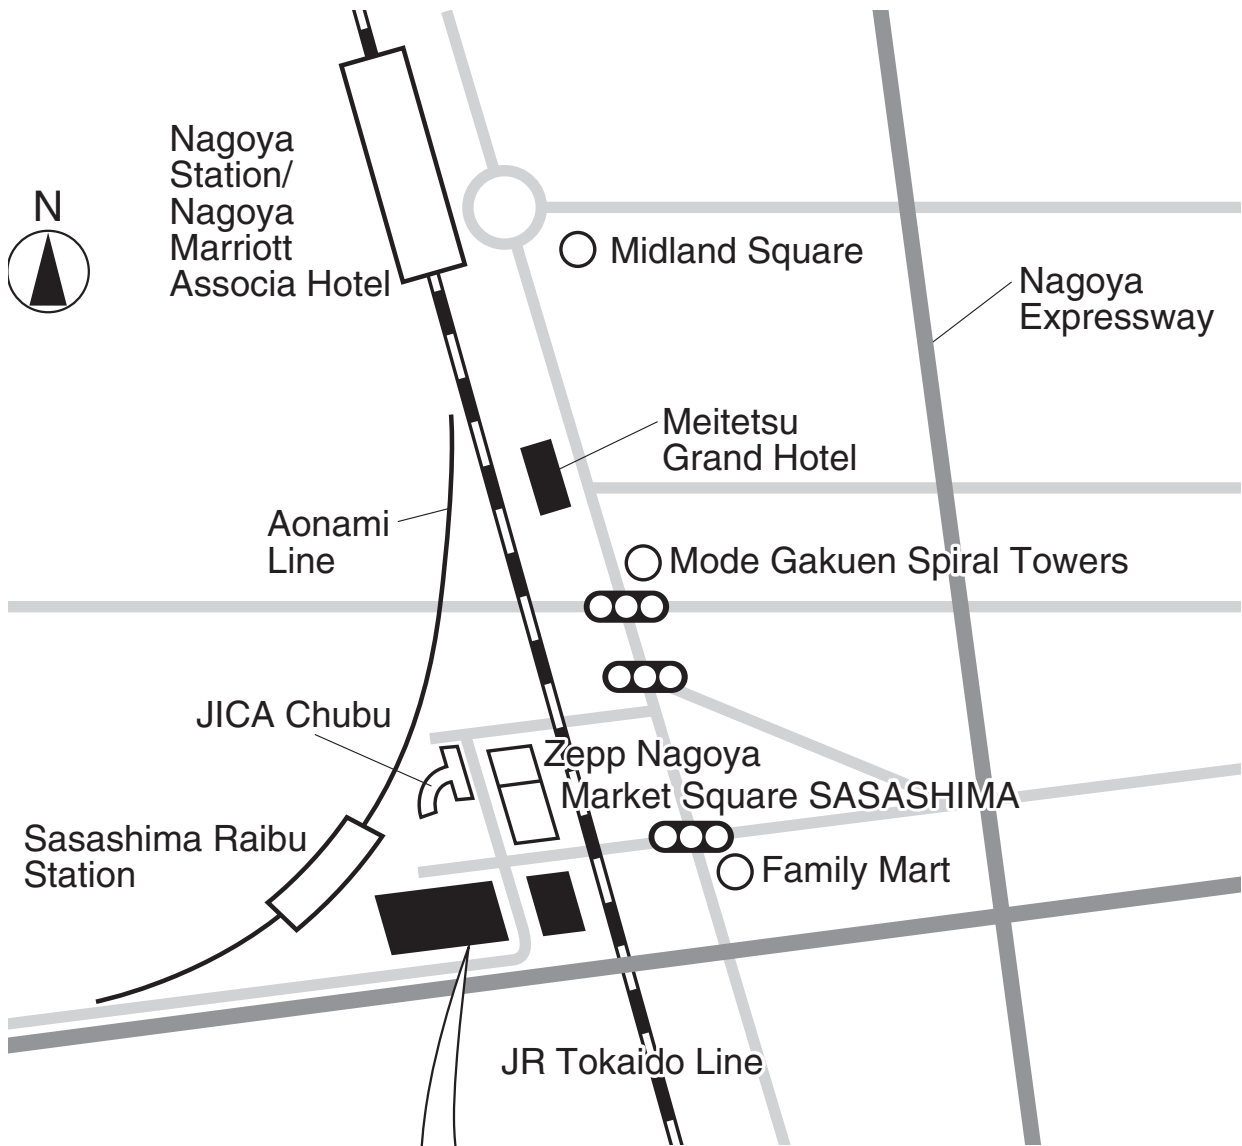 Nagoya
Station/
Nagoya
Marriott
Associa Hotel
N
Midland Square
Nagoya
Expressway
Meitetsu
Grand Hotel
Aonami
Line
Mode Gakuen Spiral Towers
JICA Chubu
Zepp Nagoya
Market Square SASASHIMA
Sasashima Raibu
Station
Family Mart
JR Tokaido Line